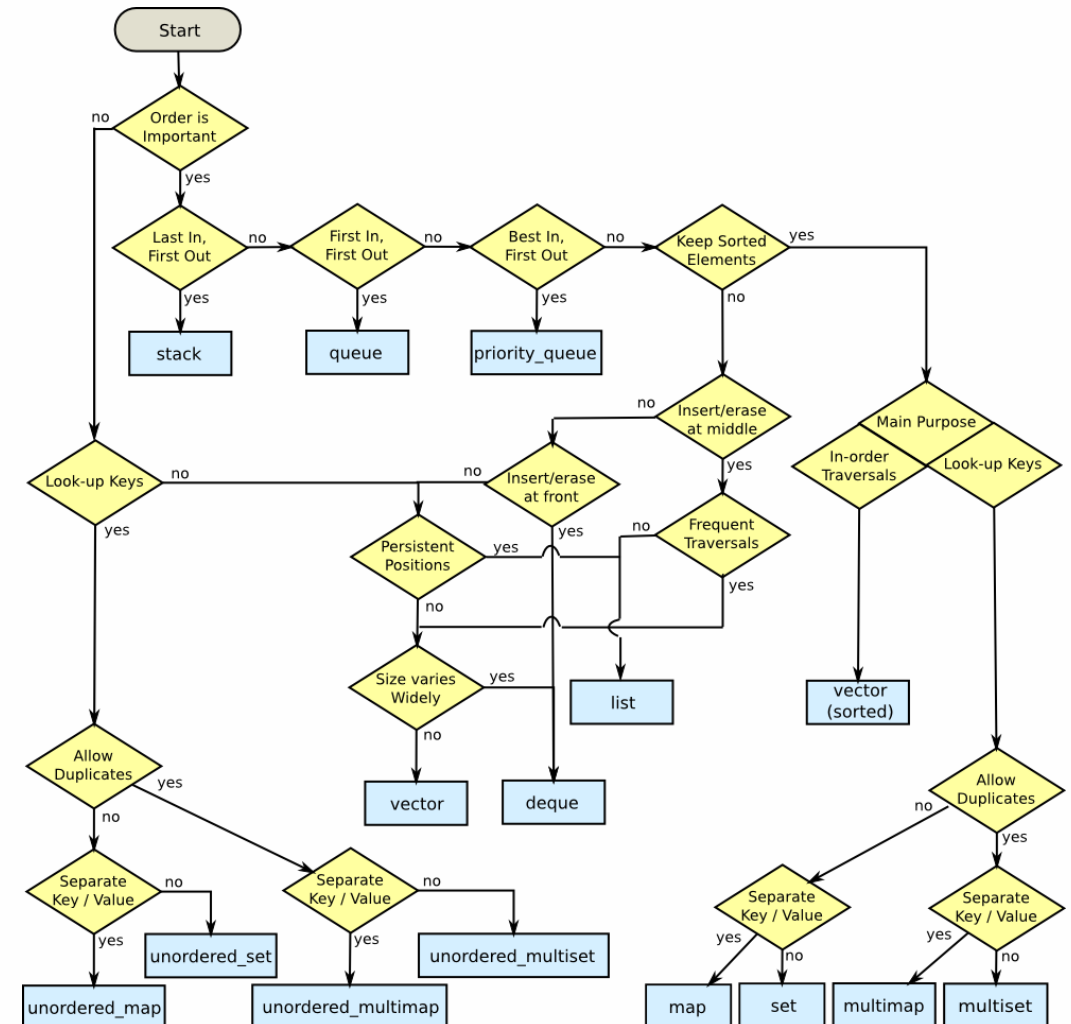 Start
no
Order is
Important
yes
Last In,
First Out
no
First In,
First Out
no
Best In,
First Out
no
Keep Sorted
Elements
yes
yes
yes
yes
no
stack
queue
priority_queue
no
Insert/erase
at middle
Main Purpose
In-order
Traversals
Look-up Keys
Look-up Keys
no
no
Insert/erase
at front
yes
yes
yes
no
Frequent
Traversals
Persistent
Positions
yes
yes
no
Size varies
Widely
yes
no
list
vector
(sorted)
vector
deque
Allow
Duplicates
yes
no
Allow
Duplicates
no
yes
Separate
Key / Value
no
yes
Separate
Key / Value
no
yes
Separate
Key / Value
yes
no
Separate
Key / Value
yes
no
unordered_set
unordered_multiset
unordered_map
unordered_multimap
map
set
multimap
multiset